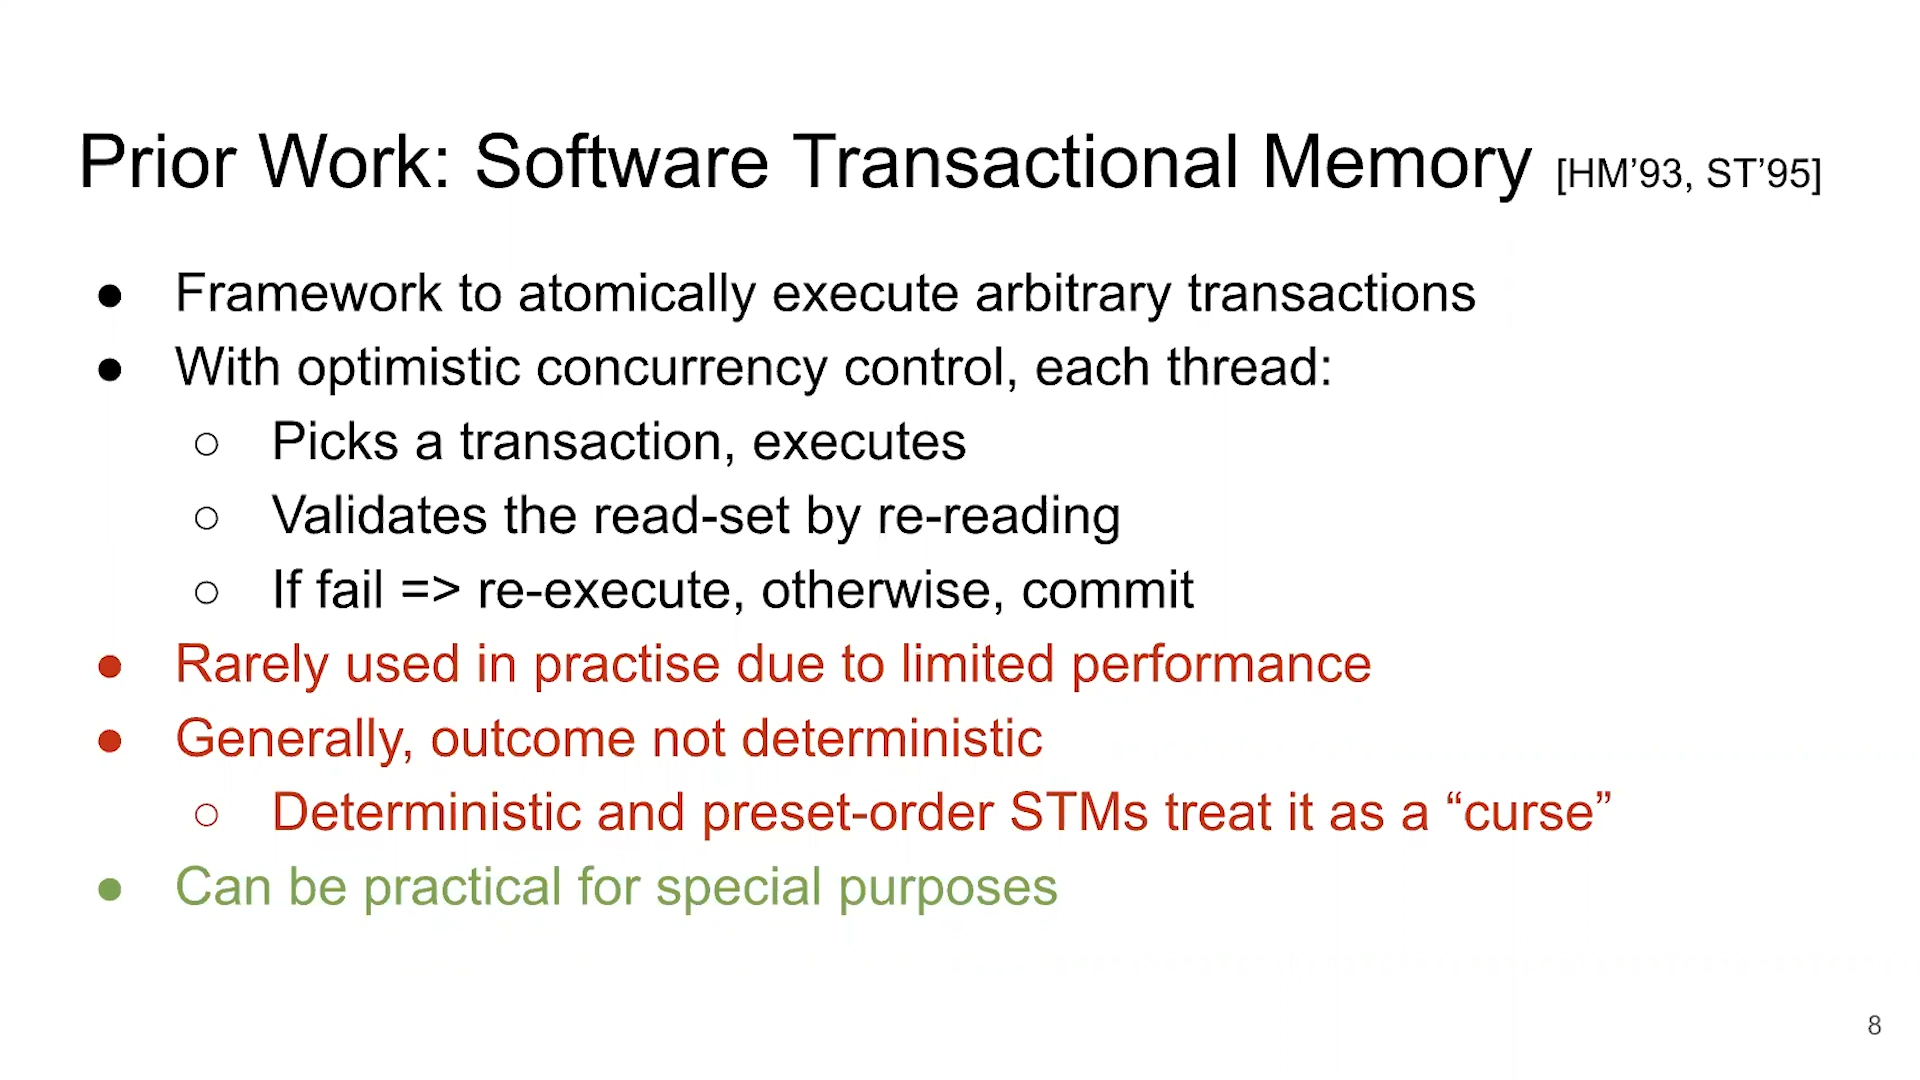 Prior Work: Software Transactional Memory [HM’93, ST’95]
● Framework to atomically execute arbitrary transactions
● With optimistic concurrency control, each thread:
○ Picks a transaction, executes
○ Validates the read-set by re-reading
○ If fail => re-execute, otherwise, commit
● Rarely used in practise due to limited performance
● Generally, outcome not deterministic
○ Deterministic and preset-order STMs treat it as a “curse”
● Can be practical for special purposes
8